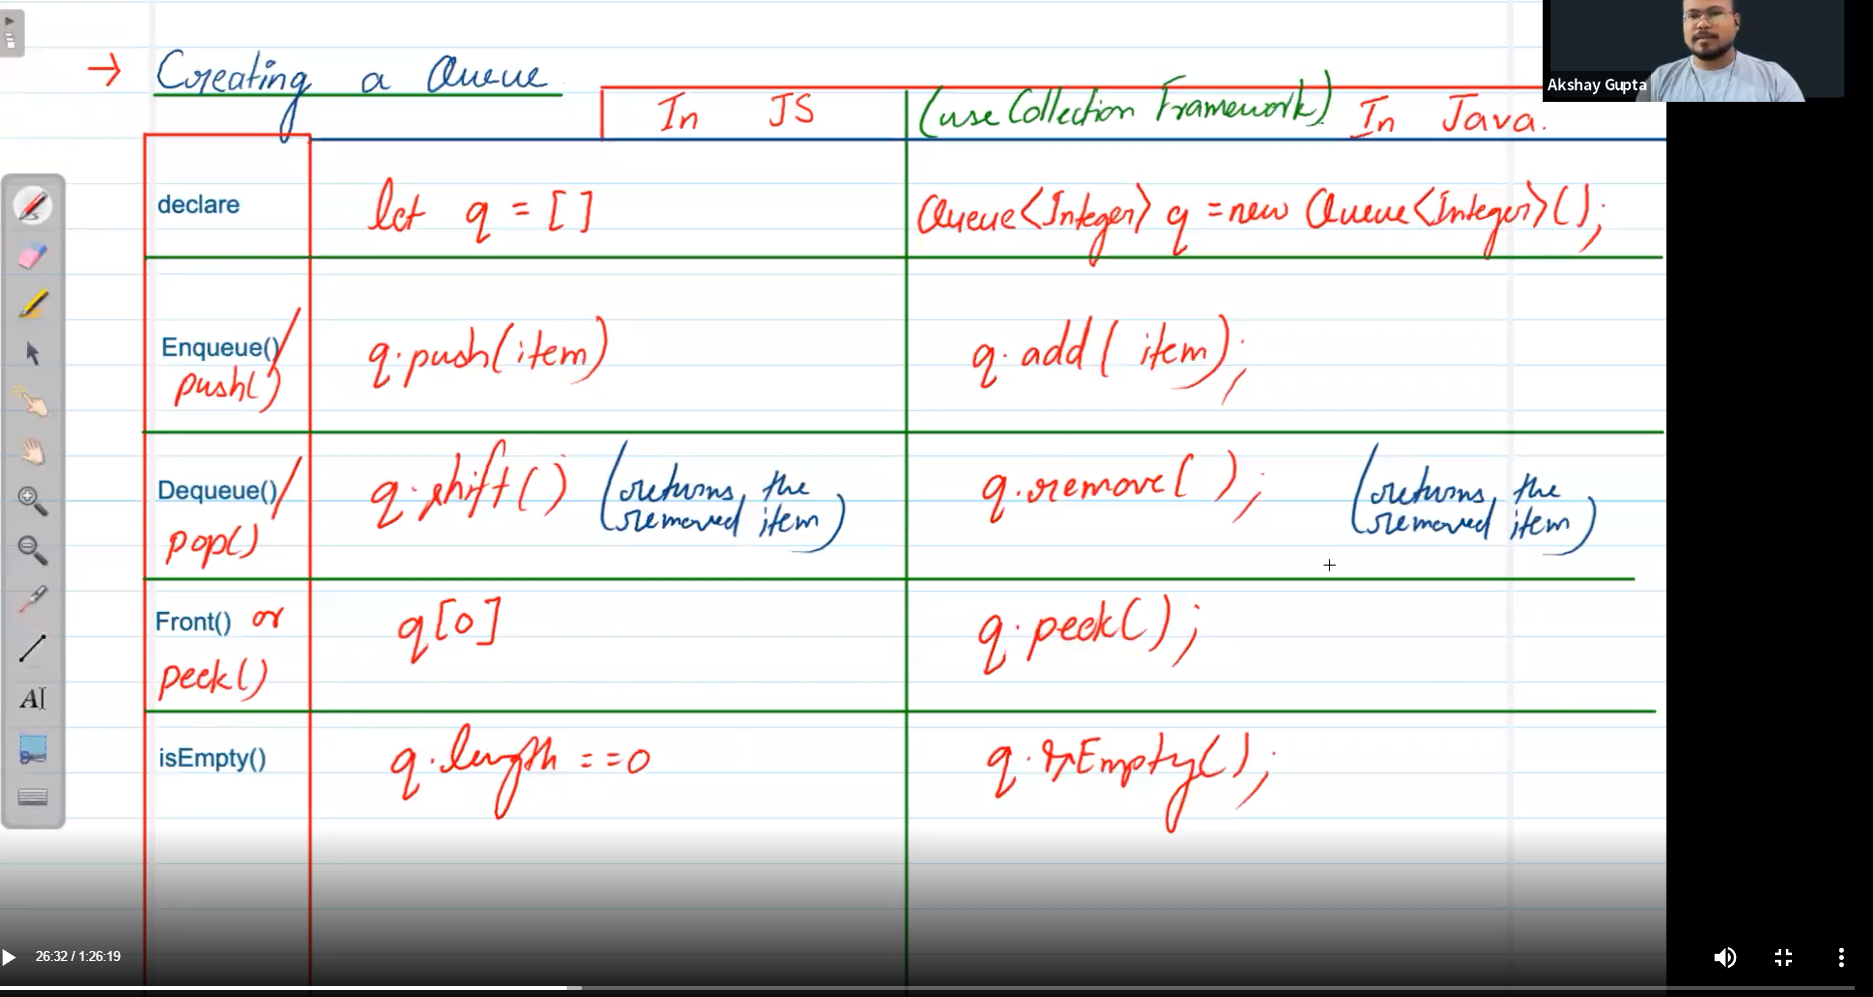 Akshay Gupta
→ Creating a Queue
In JS
(use Collection Framework) In Java.
declare
let q = []
Queue<Integer> q = new Queue<Integer>();
Enqueue()/
push()
q.push(item)
q.add( item);
Dequeue()/
pop()
q.shift()
(returns, the
removed item)
q.remove( );
(returns, the
removed item)
Front() or
peek()
q[0]
q.peek();
isEmpty()
q.length ==0
q.isEmpty();
AI
26:32 / 1:26:19